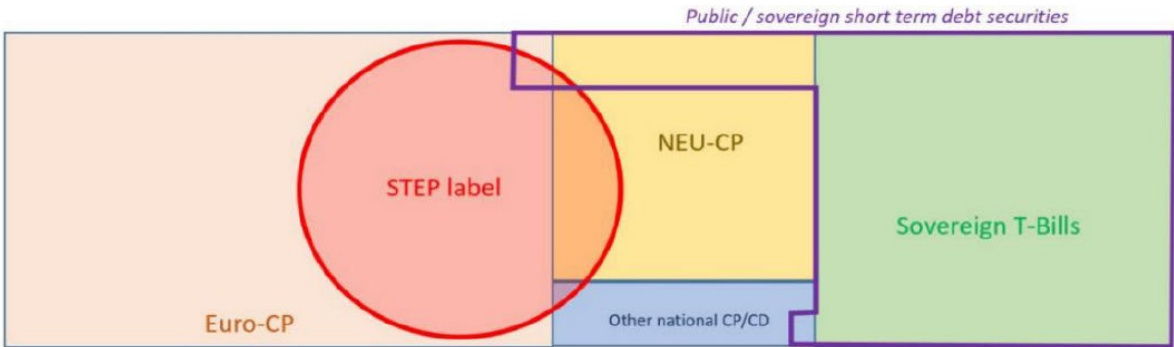 Public / sovereign short term debt securities
NEU-CP
STEP label
Sovereign T-Bills
Euro-CP
Other national CP/CD